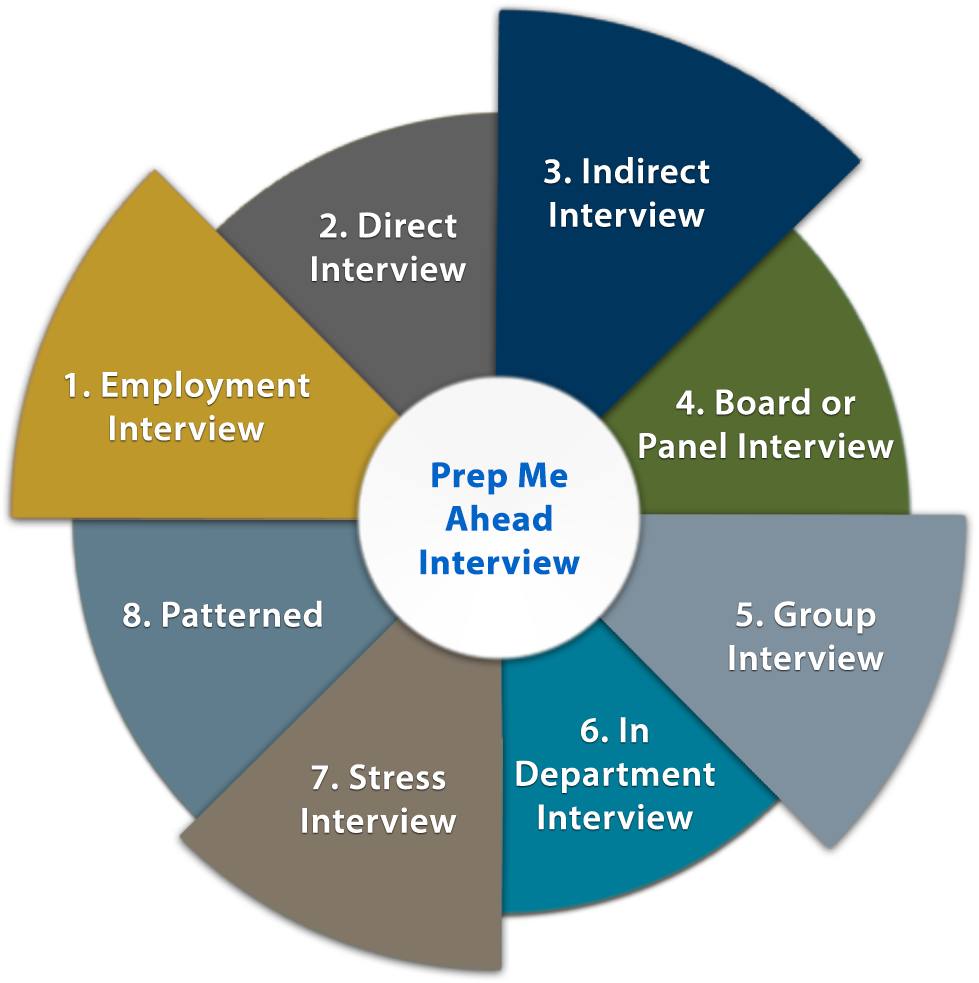 Prep Me
Ahead
Interview
1. Employment
Interview
2. Direct
Interview
3. Indirect
Interview
4. Board or
Panel Interview
5. Group
Interview
6. In
Department
Interview
7. Stress
Interview
8. Patterned